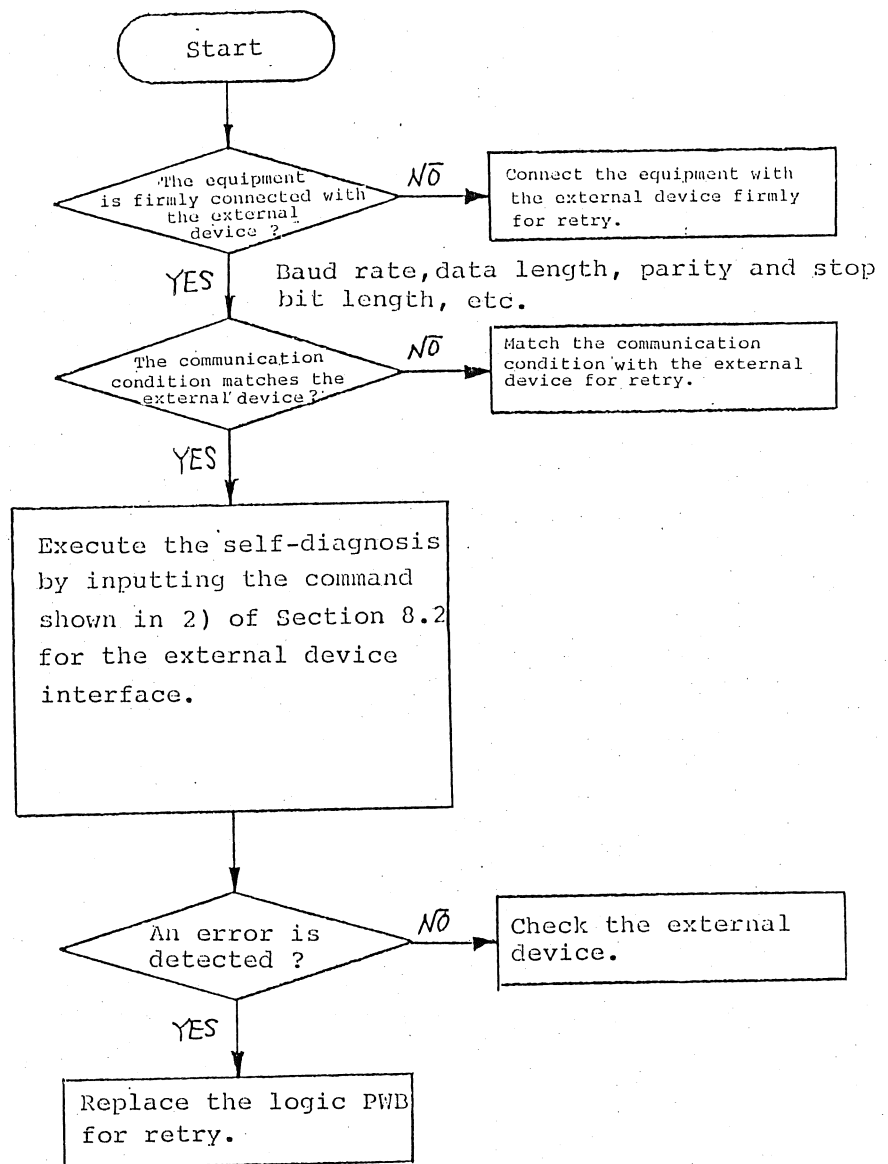 Start
The equipment
is firmly connected with
the external
device ?
NO
Connect the equipment with
the external device firmly
for retry.
YES
Baud rate, data length, parity and stop
bit length, etc.
The communication
condition matches the
external device ?
NO
Match the communication
condition with the external
device for retry.
YES
Execute the self-diagnosis
by inputting the command
shown in 2) of Section 8.2
for the external device
interface.
An error is
detected ?
NO
Check the external
device.
YES
Replace the logic PWB
for retry.